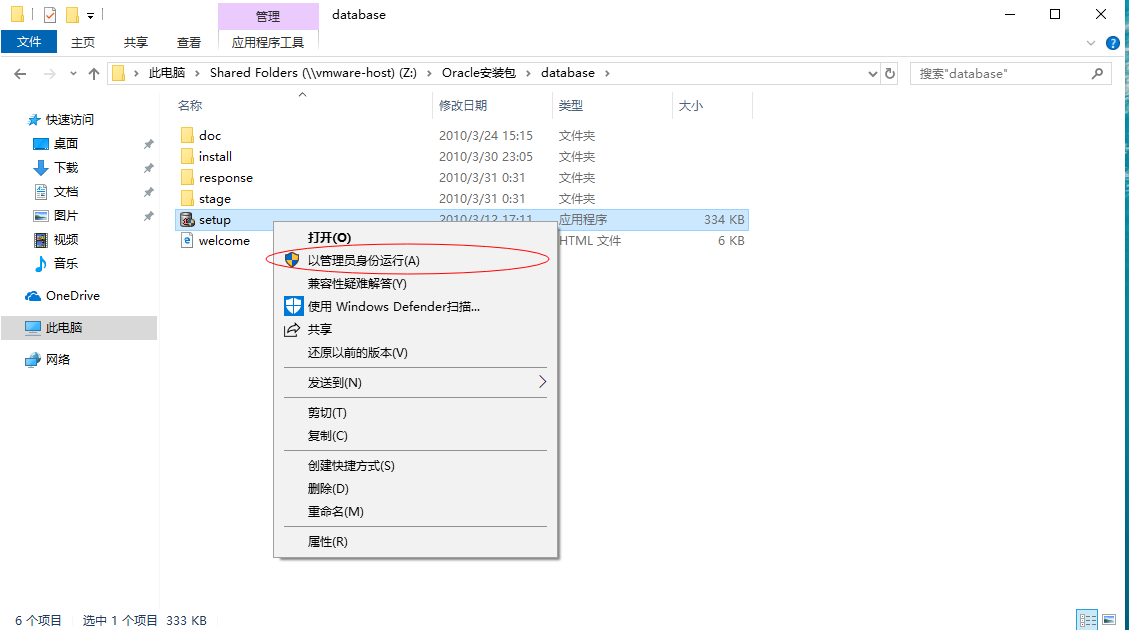 管理
database
文件
主页
共享
查看
应用程序工具
此电脑 Shared Folders (\\vmware-host) (Z:) Oracle安装包 database
搜索"database"
名称
修改日期
类型
大小
快速访问
桌面
下载
文档
图片
视频
音乐
OneDrive
此电脑
网络
doc 2010/3/24 15:15 文件夹
install 2010/3/30 23:05 文件夹
response 2010/3/31 0:31 文件夹
stage 2010/3/31 0:31 文件夹
setup 2010/3/12 17:11 应用程序 334 KB
welcome HTML 文件 6 KB
打开(O)
以管理员身份运行(A)
兼容性疑难解答(Y)
使用 Windows Defender扫描...
共享
还原以前的版本(V)
发送到(N)
剪切(T)
复制(C)
创建快捷方式(S)
删除(D)
重命名(M)
属性(R)
6 个项目 选中 1 个项目 333 KB